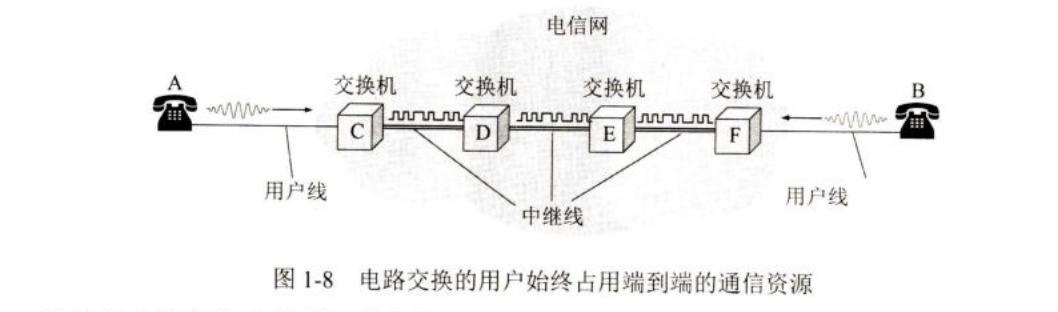 电信网
A 交换机 交换机 交换机 交换机 B
C D E F
用户线 中继线 用户线
图 1-8 电路交换的用户始终占用端到端的通信资源